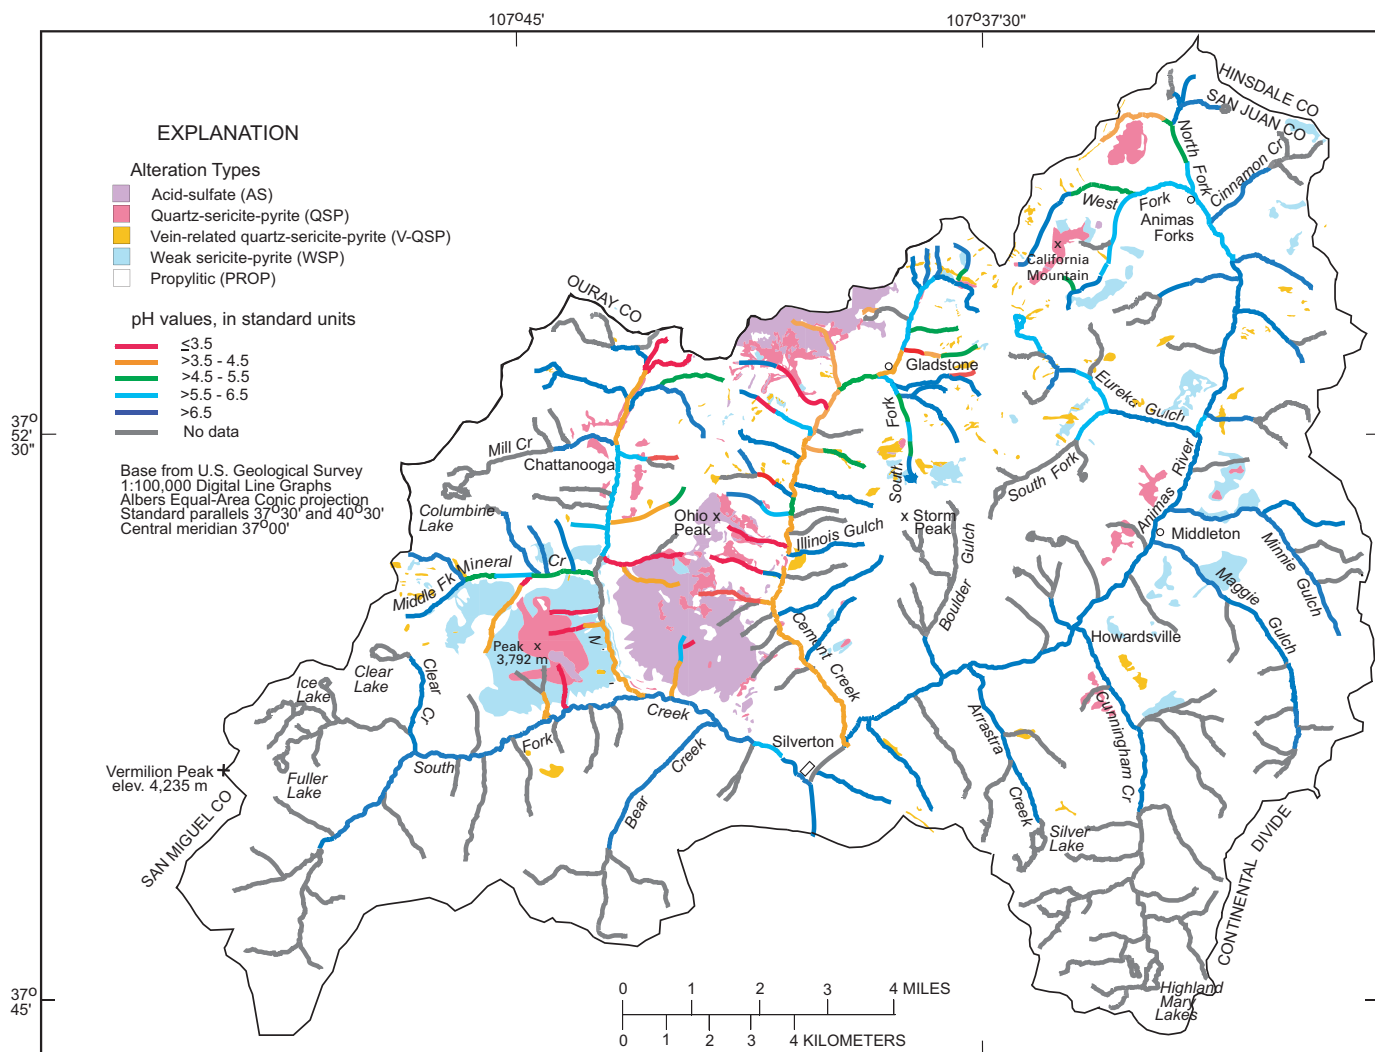 107°45'
107°37'30"
EXPLANATION
Alteration Types
Acid-sulfate (AS)
Quartz-sericite-pyrite (QSP)
Vein-related quartz-sericite-pyrite (V-QSP)
Weak sericite-pyrite (WSP)
Propylitic (PROP)
pH values, in standard units
≤3.5
>3.5 - 4.5
>4.5 - 5.5
>5.5 - 6.5
>6.5
No data
Base from U.S. Geological Survey
1:100,000 Digital Line Graphs
Albers Equal-Area Conic projection
Standard parallels 37°30' and 40°30'
Central meridian 37°00'
37°
52"
30"
37°
45'
HINSDALE CO
SAN JUAN CO
OURAY CO
SAN MIGUEL CO
CONTINENTAL DIVIDE
North Fork
Cinnamon Cr
West Fork
Animas
Forks
x
California
Mountain
Gladstone
Eureka Gulch
South Fork
South Fork
Animas River
Mill Cr
Chattanooga
Columbine
Lake
Ohio x
Peak
x Storm
Peak
Illinois Gulch
Boulder Gulch
Middleton
Minnie Gulch
Maggie Gulch
Middle Fk Mineral Cr
Howardsville
Peak x
3,792 m
M
Cement Creek
Clear
Lake
Clear Cr
Ice
Lake
Creek
Cunningham Cr
Arrastra Creek
Silverton
Fork
South
Bear Creek
Vermilion Peak
elev. 4,235 m
Fuller
Lake
Silver
Lake
Highland
Mary
Lakes
0 1 2 3 4 MILES
0 1 2 3 4 KILOMETERS